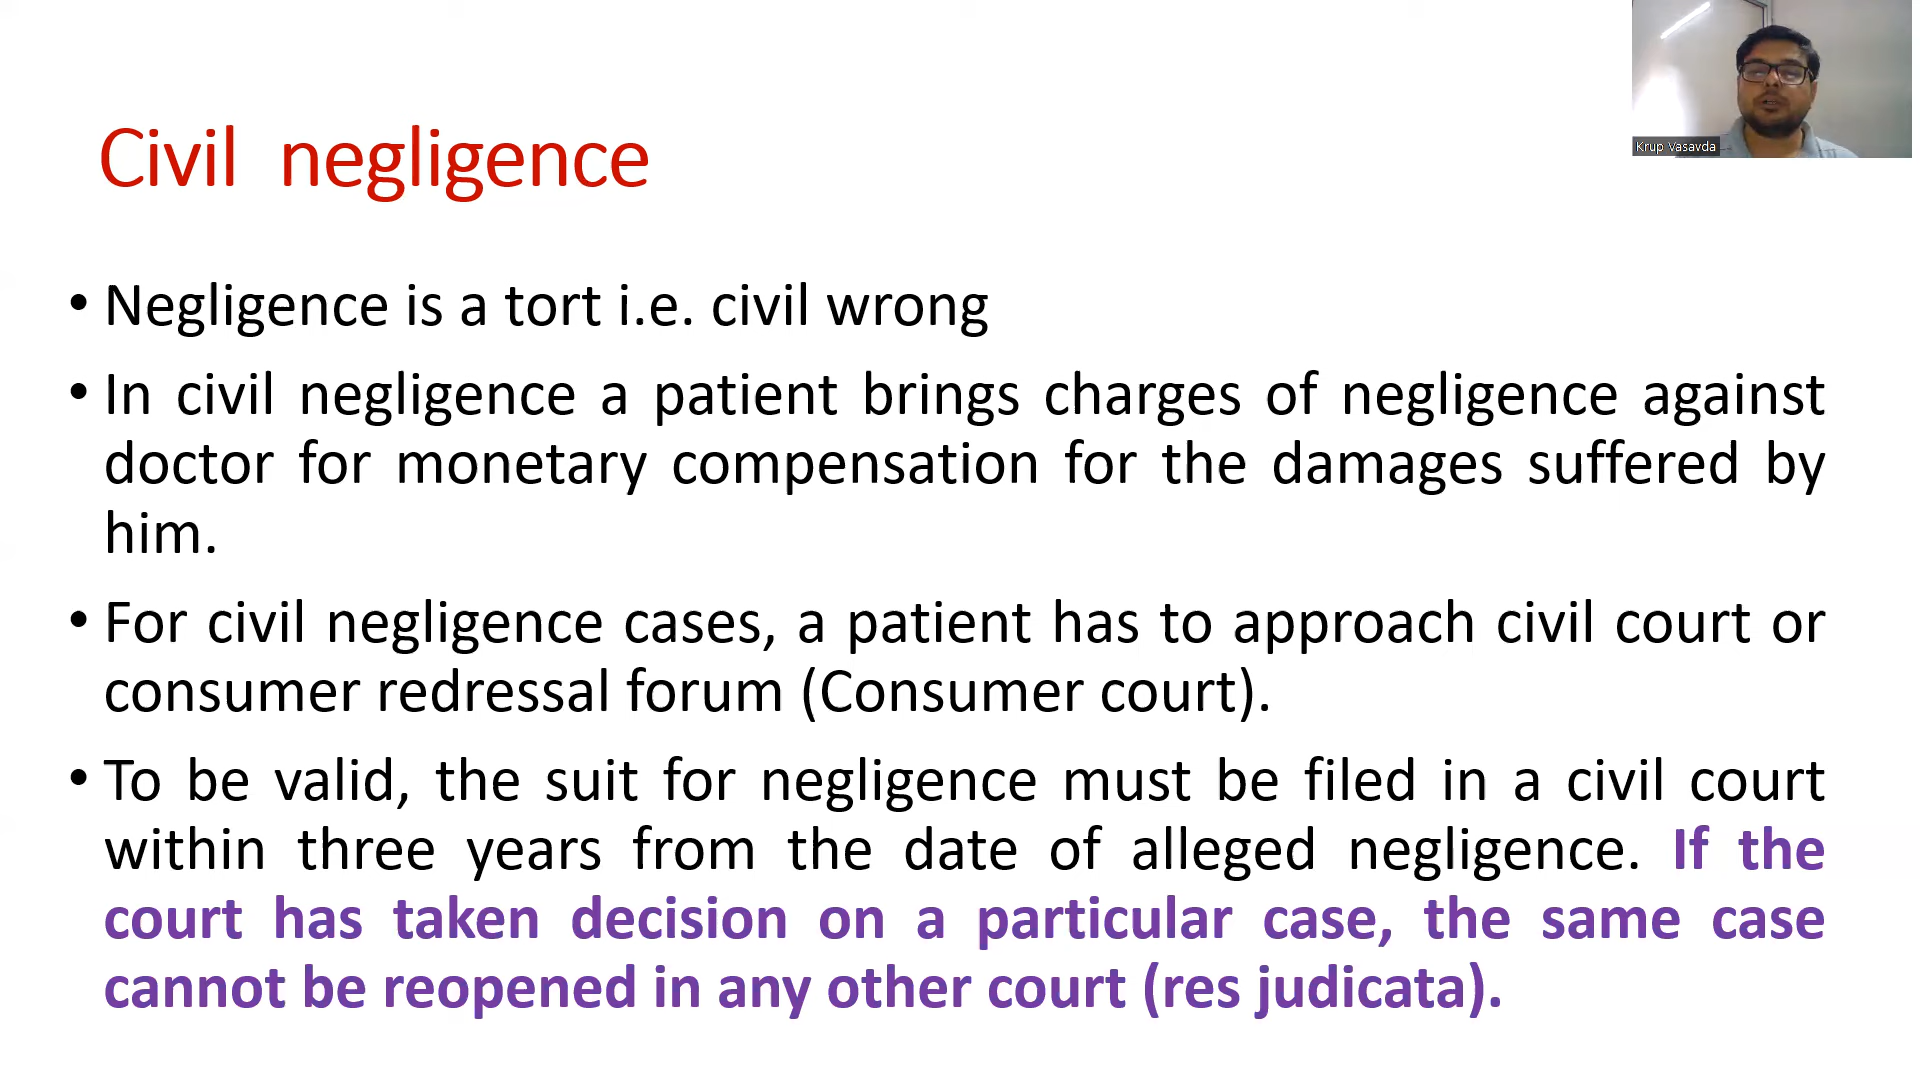 Krup Vasavda
Civil negligence
• Negligence is a tort i.e. civil wrong
• In civil negligence a patient brings charges of negligence against
doctor for monetary compensation for the damages suffered by
him.
• For civil negligence cases, a patient has to approach civil court or
consumer redressal forum (Consumer court).
• To be valid, the suit for negligence must be filed in a civil court
within three years from the date of alleged negligence. If the
court has taken decision on a particular case, the same case
cannot be reopened in any other court (res judicata).